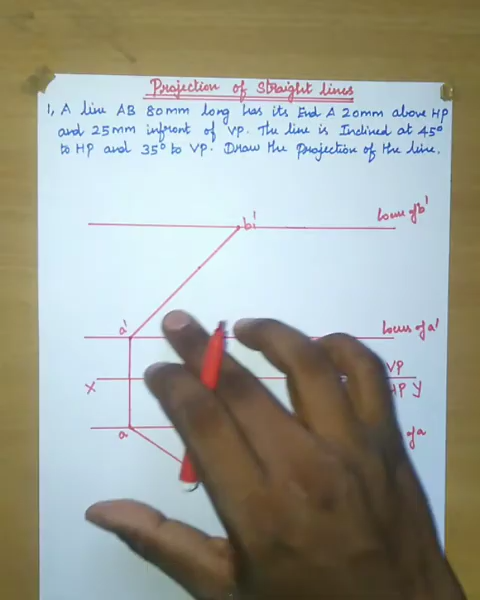 Projection of Straight lines
1, A line AB 80mm long has its End A 20mm above HP
and 25mm infront of VP. The line is Inclined at 45°
to HP and 35° to VP. Draw the Projection of the line.
locus of b'
b1'
a'
locus of a'
VP
X
HP y
a
of a